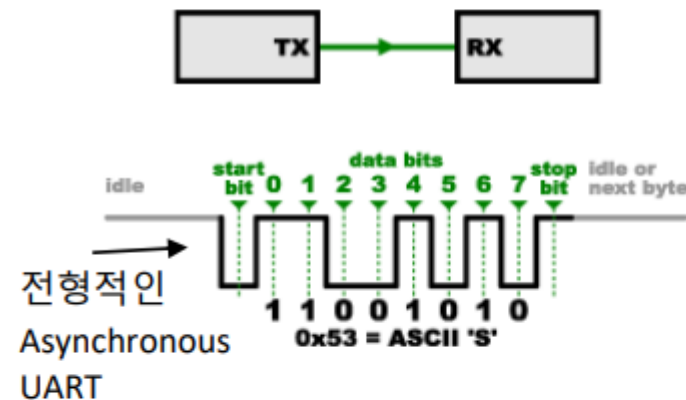 TX RX
start bit
data bits
stop bit
idle
0 1 2 3 4 5 6 7
idle or
next byte
1 1 0 0 1 0 1 0
0x53 = ASCII 'S'
전형적인
Asynchronous
UART